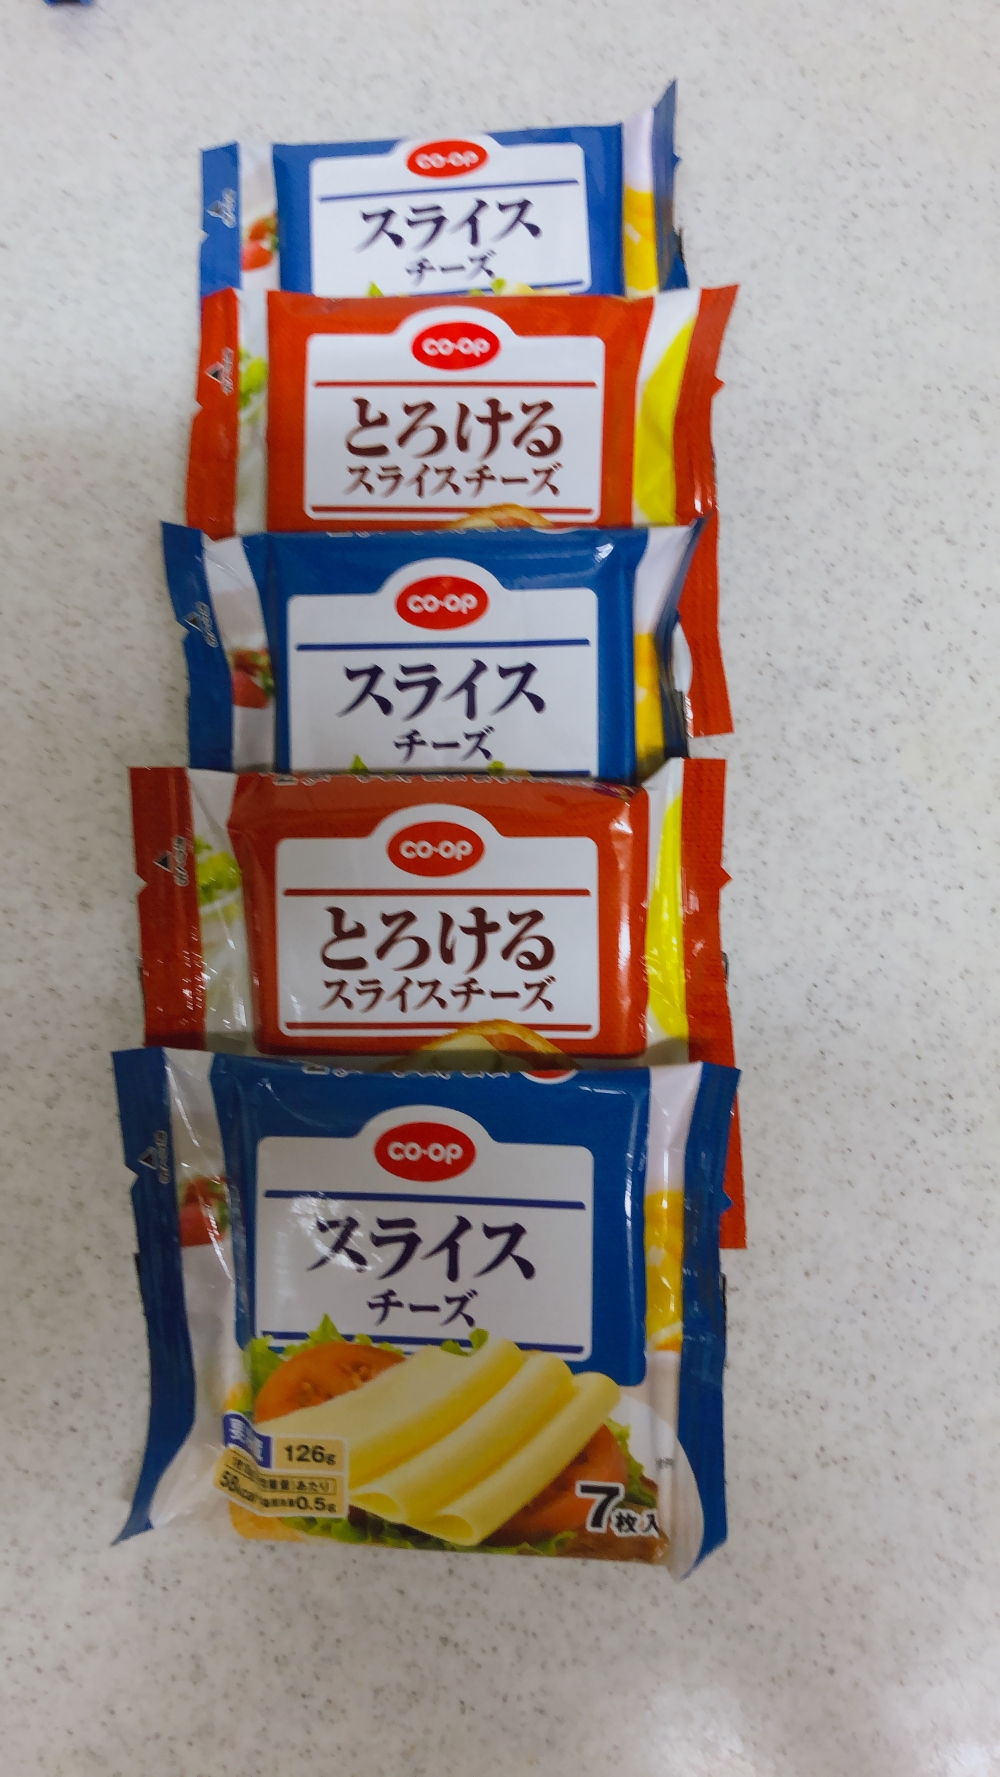 co-op
スライス
チーズ
co-op
とろける
スライスチーズ
co-op
スライス
チーズ
co-op
とろける
スライスチーズ
co-op
スライス
チーズ
126g
あたり
0.5g
7枚入